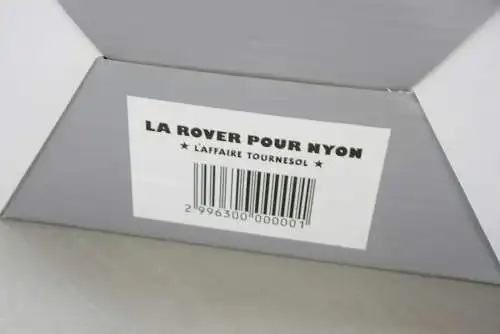 LA ROVER POUR NYON
★ L'AFFAIRE TOURNESOL ★
2 996300 000001